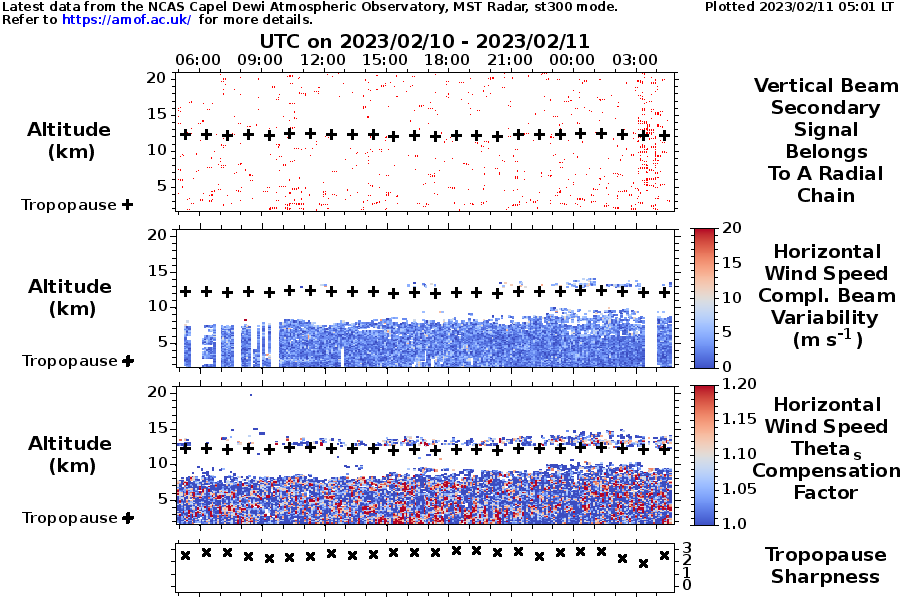 Latest data from the NCAS Capel Dewi Atmospheric Observatory, MST Radar, st300 mode.
Plotted 2023/02/11 05:01 LT
Refer to https://amof.ac.uk/ for more details.
UTC on 2023/02/10 - 2023/02/11
06:00 09:00 12:00 15:00 18:00 21:00 00:00 03:00
20
15
10
5
Altitude
(km)
Tropopause +
Vertical Beam
Secondary
Signal
Belongs
To A Radial
Chain
20
15
10
5
Altitude
(km)
Tropopause +
20
15
10
5
0
Horizontal
Wind Speed
Compl. Beam
Variability
(m s-1)
20
15
10
5
Altitude
(km)
Tropopause +
1.20
1.15
1.10
1.05
1.0
Horizontal
Wind Speed
Theta s
Compensation
Factor
3
2
1
0
Tropopause
Sharpness